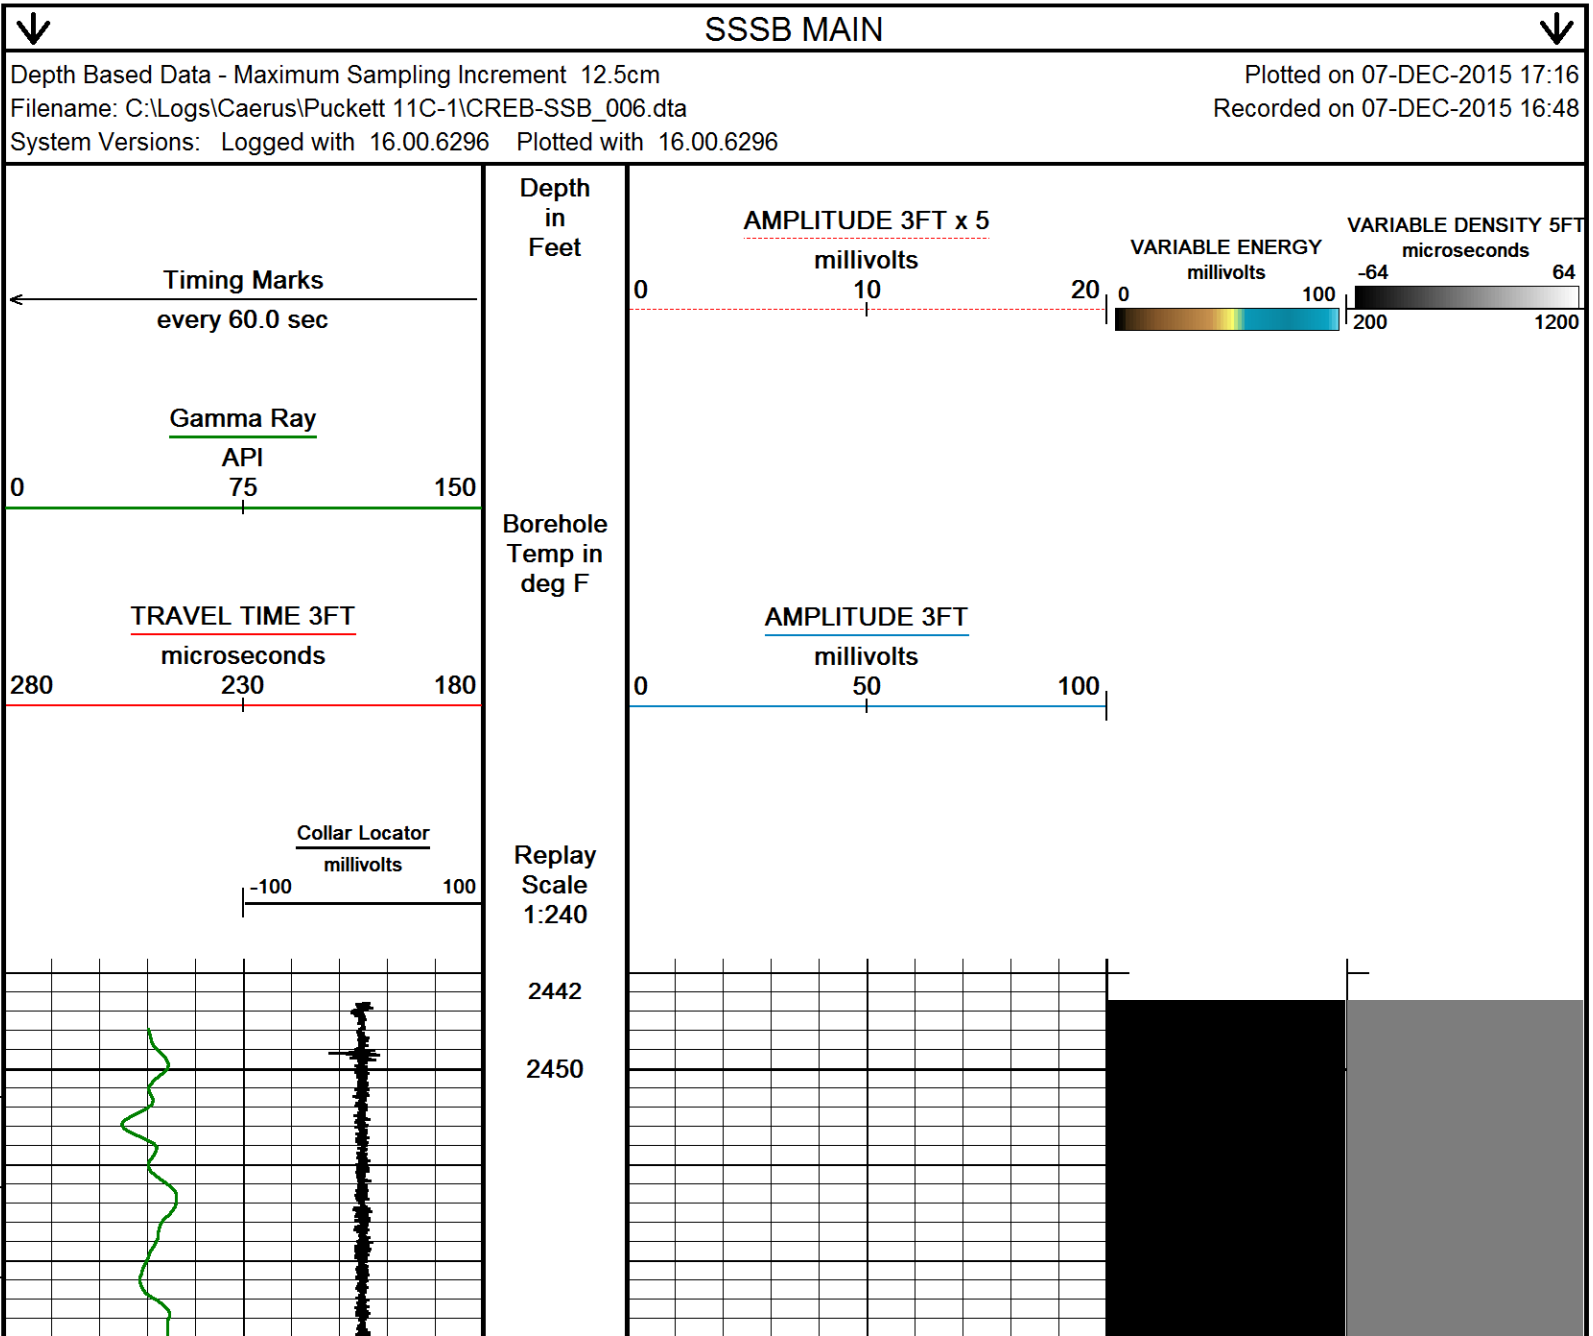 SSSB MAIN
Depth Based Data - Maximum Sampling Increment 12.5cm
Plotted on 07-DEC-2015 17:16
Filename: C:\Logs\Caerus\Puckett 11C-1\CREB-SSB_006.dta
Recorded on 07-DEC-2015 16:48
System Versions: Logged with 16.00.6296 Plotted with 16.00.6296
Timing Marks
every 60.0 sec
Gamma Ray
API
0 75 150
TRAVEL TIME 3FT
microseconds
280 230 180
Collar Locator
millivolts
-100 100
Depth
in
Feet
Borehole
Temp in
deg F
Replay
Scale
1:240
2442
2450
AMPLITUDE 3FT x 5
millivolts
0 10 20
AMPLITUDE 3FT
millivolts
0 50 100
VARIABLE ENERGY
millivolts
0 100
VARIABLE DENSITY 5FT
microseconds
-64 64
200 1200